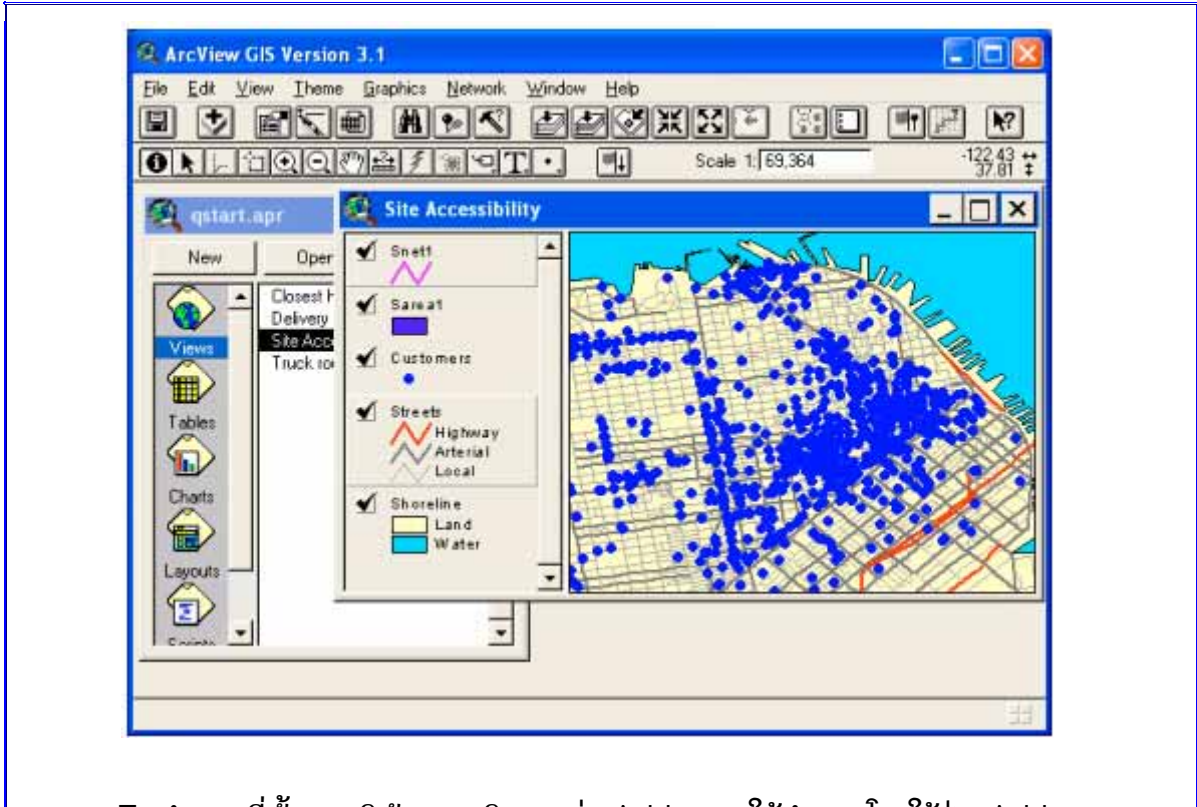 ArcView GIS Version 3.1
File Edit View Theme Graphics Network Window Help
Scale 1: 69,364
-122.43
37.81
qstart.apr
Site Accessibility
New
Oper
Views
Tables
Charts
Layouts
Closest H
Delivery
Site Acce
Truck rou
Snet1
Sarea1
Customers
Streets
Highway
Arterial
Local
Shoreline
Land
Water